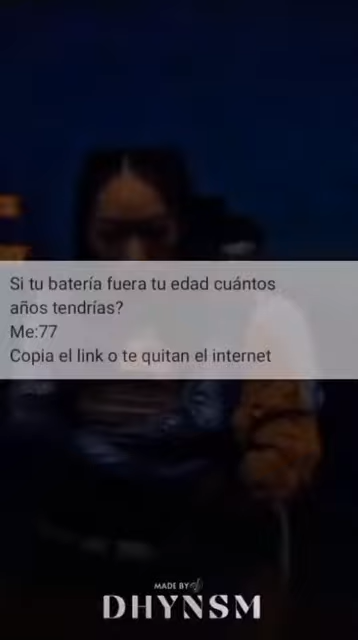 Si tu batería fuera tu edad cuántos
años tendrías?
Me:77
Copia el link o te quitan el internet
MADE BY
DHYNSM